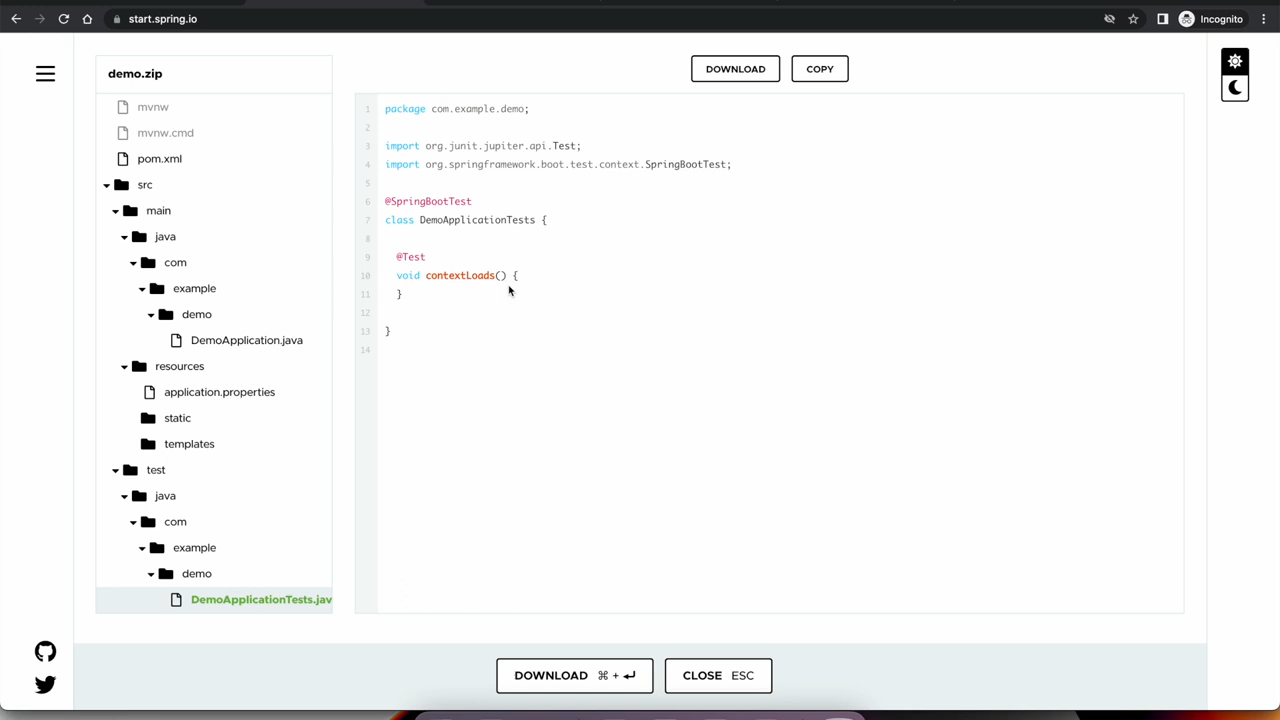 start.spring.io
Incognito
demo.zip
DOWNLOAD
COPY
mvnw
mvnw.cmd
pom.xml
src
main
java
com
example
demo
DemoApplication.java
resources
application.properties
static
templates
test
java
com
example
demo
DemoApplicationTests.jav
1 package com.example.demo;
2
3 import org.junit.jupiter.api.Test;
4 import org.springframework.boot.test.context.SpringBootTest;
5
6 @SpringBootTest
7 class DemoApplicationTests {
8
9 @Test
10 void contextLoads() {
11 }
12
13 }
14
DOWNLOAD ⌘ + ↵
CLOSE ESC